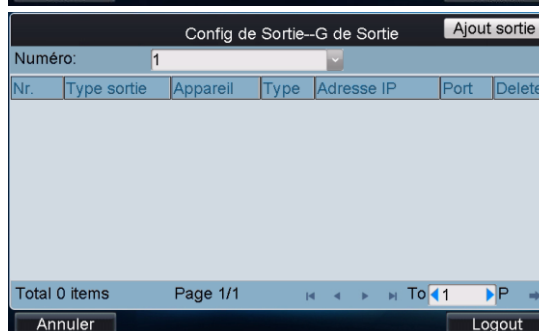 Config de Sortie--G de Sortie Ajout sortie
Numéro: 1
Nr. Type sortie Appareil Type Adresse IP Port Delete
Total 0 items Page 1/1 To 1 P
Annuler Logout